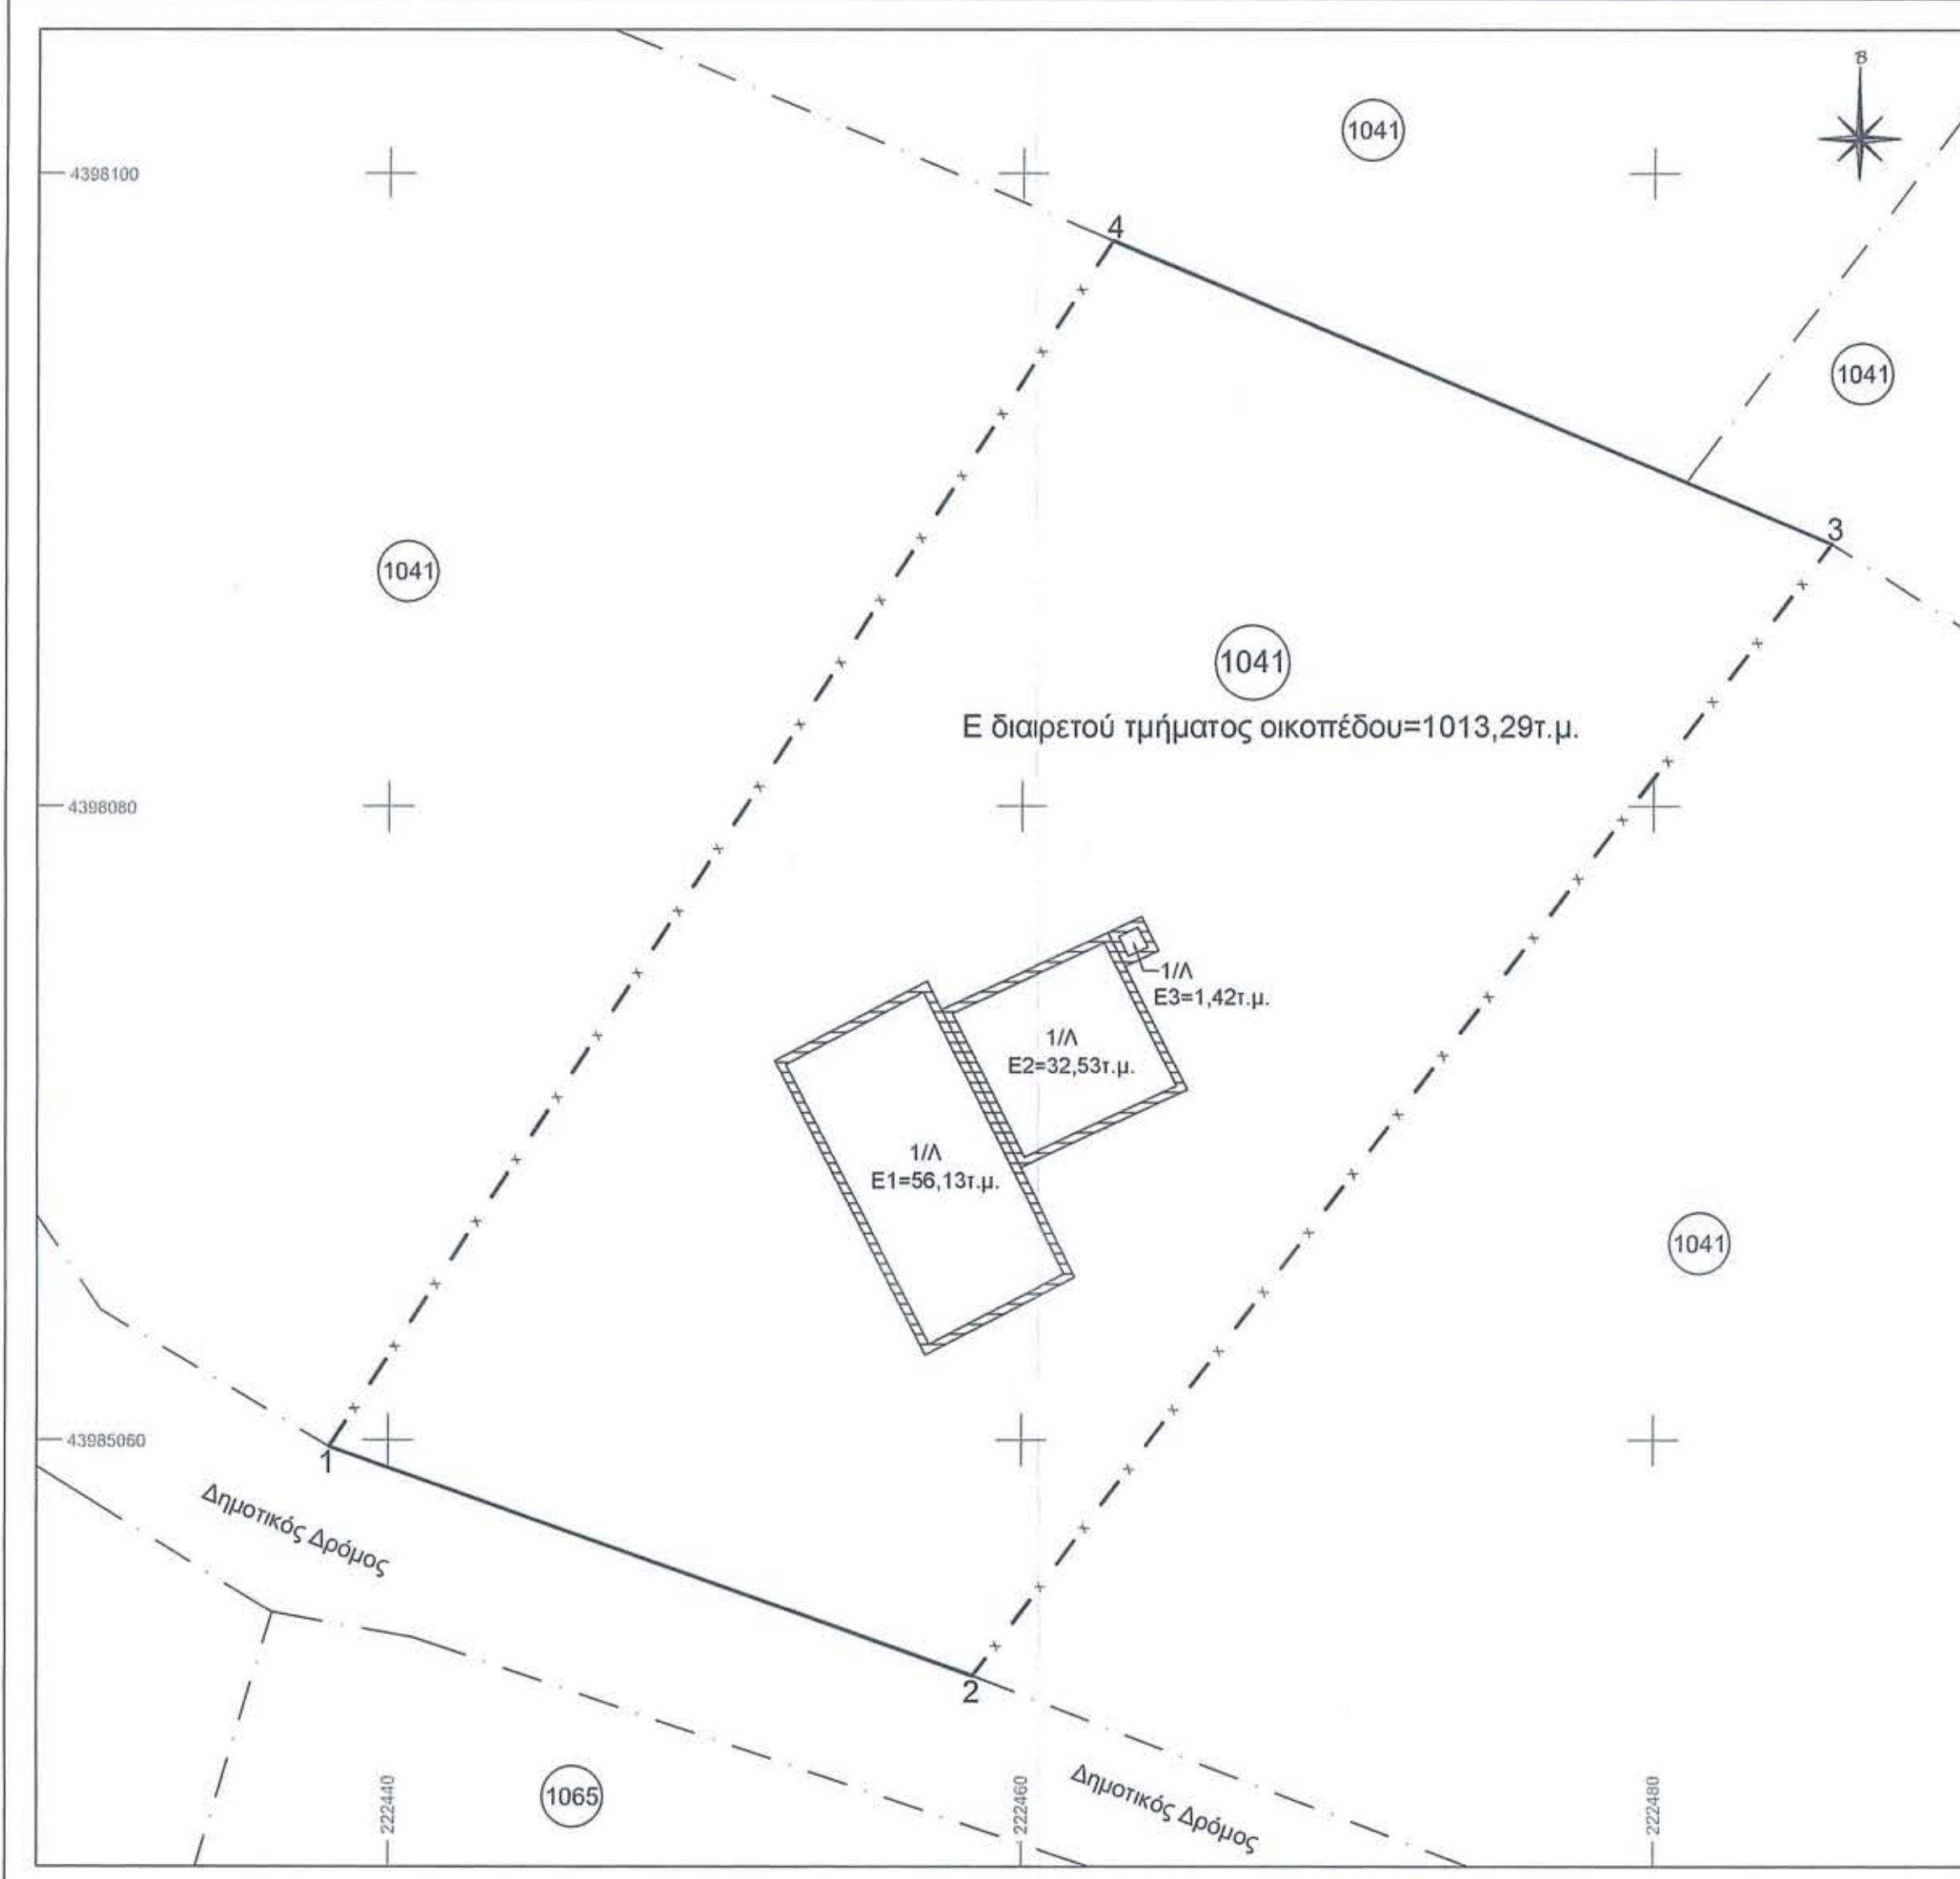 Β
1041
4398100
4
1041
3
1041
1041
Ε διαιρετού τμήματος οικοπέδου=1013,29τ.μ.
4398080
1/Λ
Ε3=1,42τ.μ.
1/Λ
Ε2=32,53τ.μ.
1/Λ
Ε1=56,13τ.μ.
1041
43985060
1
Δημοτικός Δρόμος
2
1065
Δημοτικός Δρόμος
222440
222460
222480